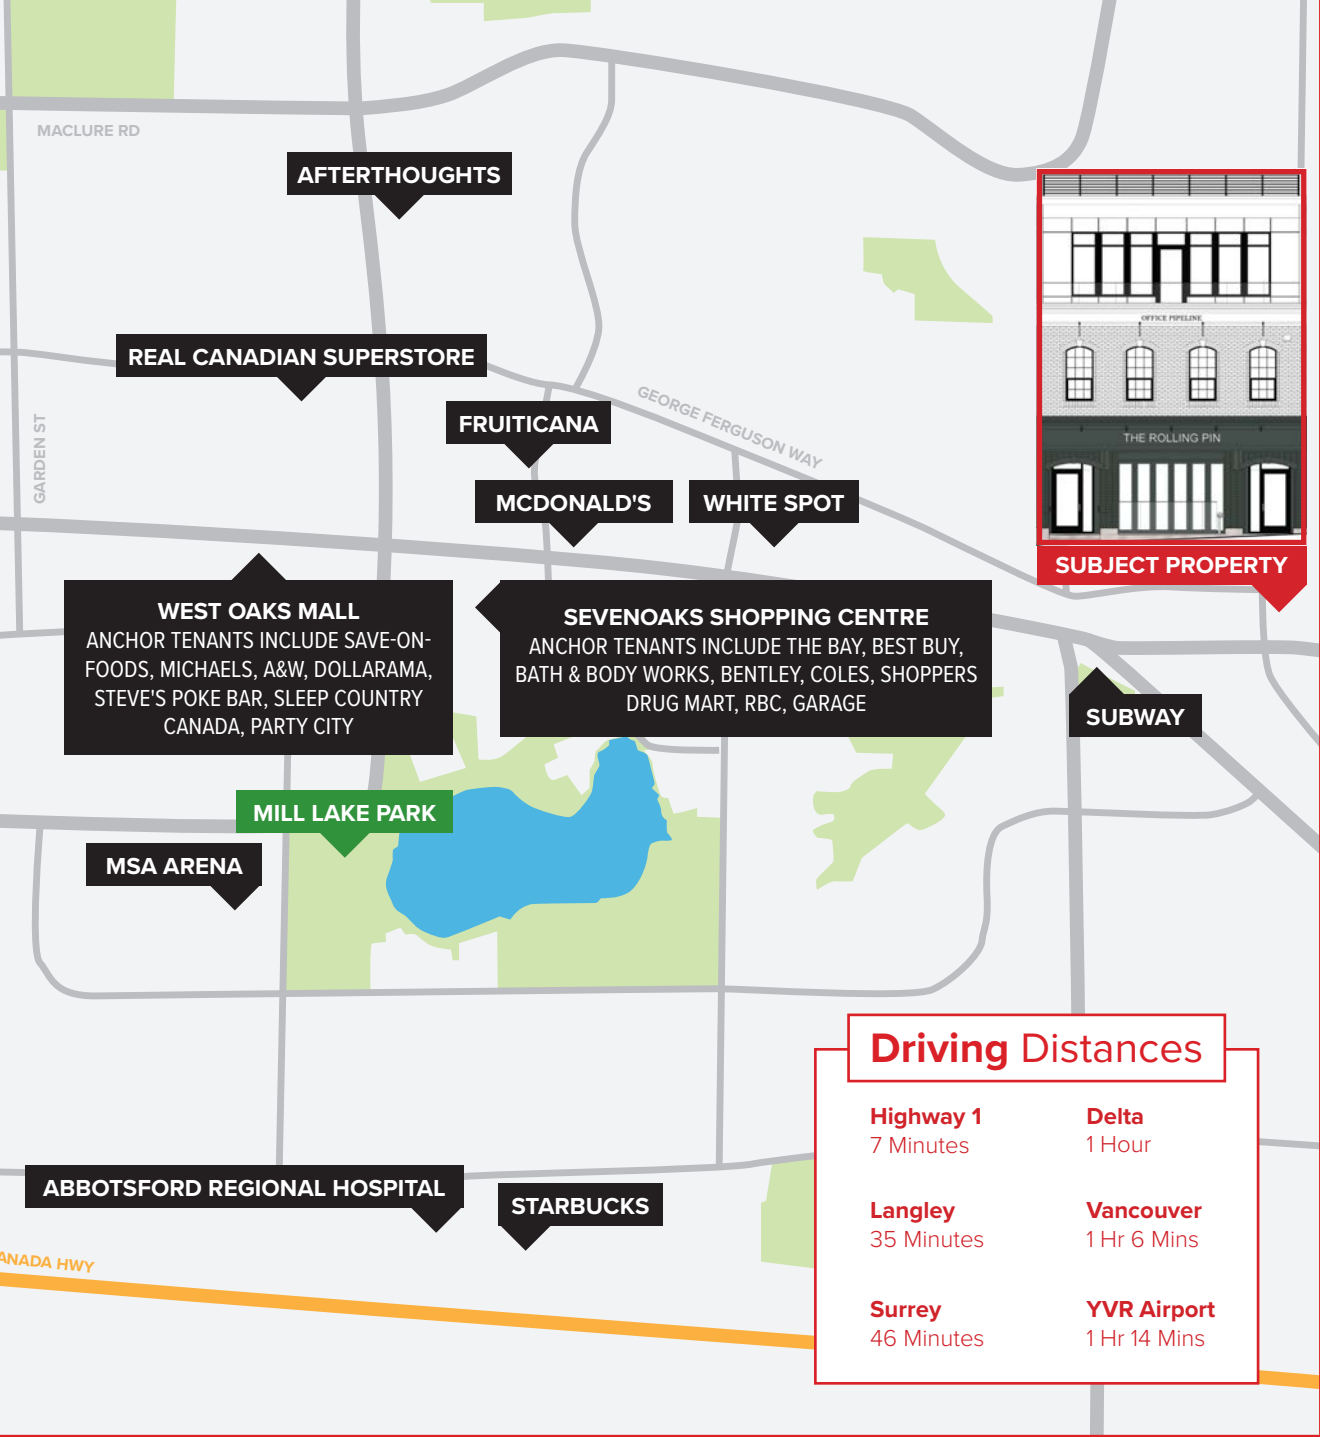 MACLURE RD
AFTERTHOUGHTS
OFFICE PIPELINE
THE ROLLING PIN
SUBJECT PROPERTY
REAL CANADIAN SUPERSTORE
GEORGE FERGUSON WAY
GARDEN ST
FRUITICANA
MCDONALD'S
WHITE SPOT
WEST OAKS MALL
ANCHOR TENANTS INCLUDE SAVE-ON-
FOODS, MICHAELS, A&W, DOLLARAMA,
STEVE'S POKE BAR, SLEEP COUNTRY
CANADA, PARTY CITY
SEVENOAKS SHOPPING CENTRE
ANCHOR TENANTS INCLUDE THE BAY, BEST BUY,
BATH & BODY WORKS, BENTLEY, COLES, SHOPPERS
DRUG MART, RBC, GARAGE
SUBWAY
MILL LAKE PARK
MSA ARENA
ABBOTSFORD REGIONAL HOSPITAL
STARBUCKS
ANADA HWY
Driving Distances
Highway 1
7 Minutes
Delta
1 Hour
Langley
35 Minutes
Vancouver
1 Hr 6 Mins
Surrey
46 Minutes
YVR Airport
1 Hr 14 Mins